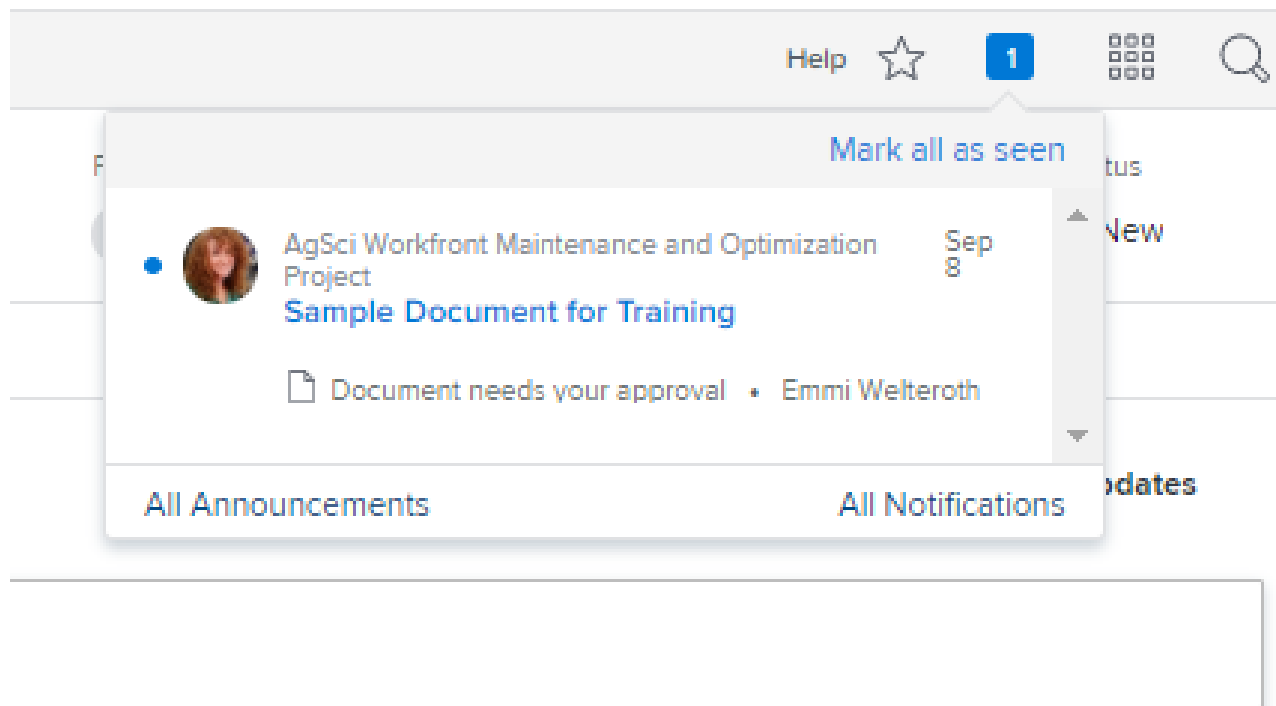 Help
1
Mark all as seen
tus
AgSci Workfront Maintenance and Optimization
Project
Sep
8
New
Sample Document for Training
Document needs your approval • Emmi Welteroth
All Announcements
All Notifications
pdates